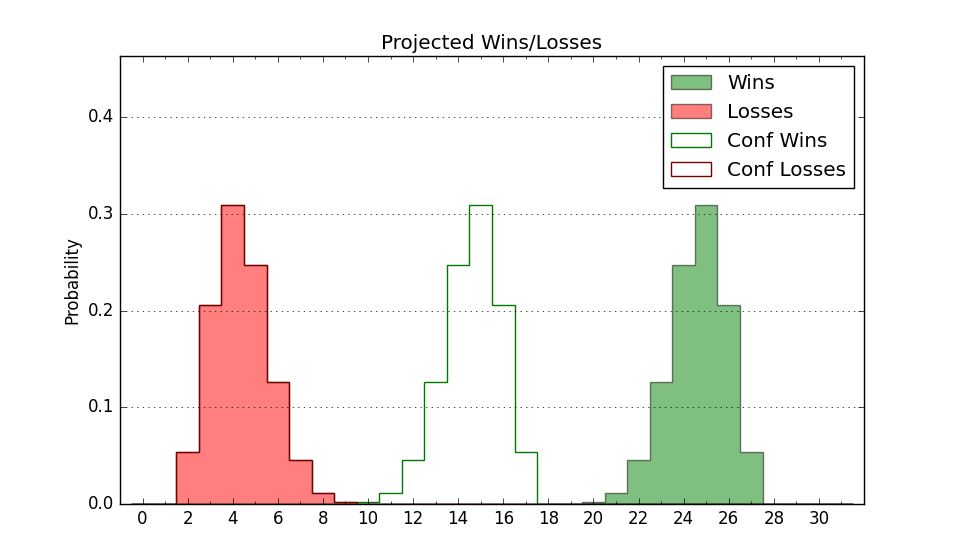 Projected Wins/Losses
Wins
Losses
Conf Wins
Conf Losses
Probability
0.4
0.3
0.2
0.1
0.0
0 2 4 6 8 10 12 14 16 18 20 22 24 26 28 30